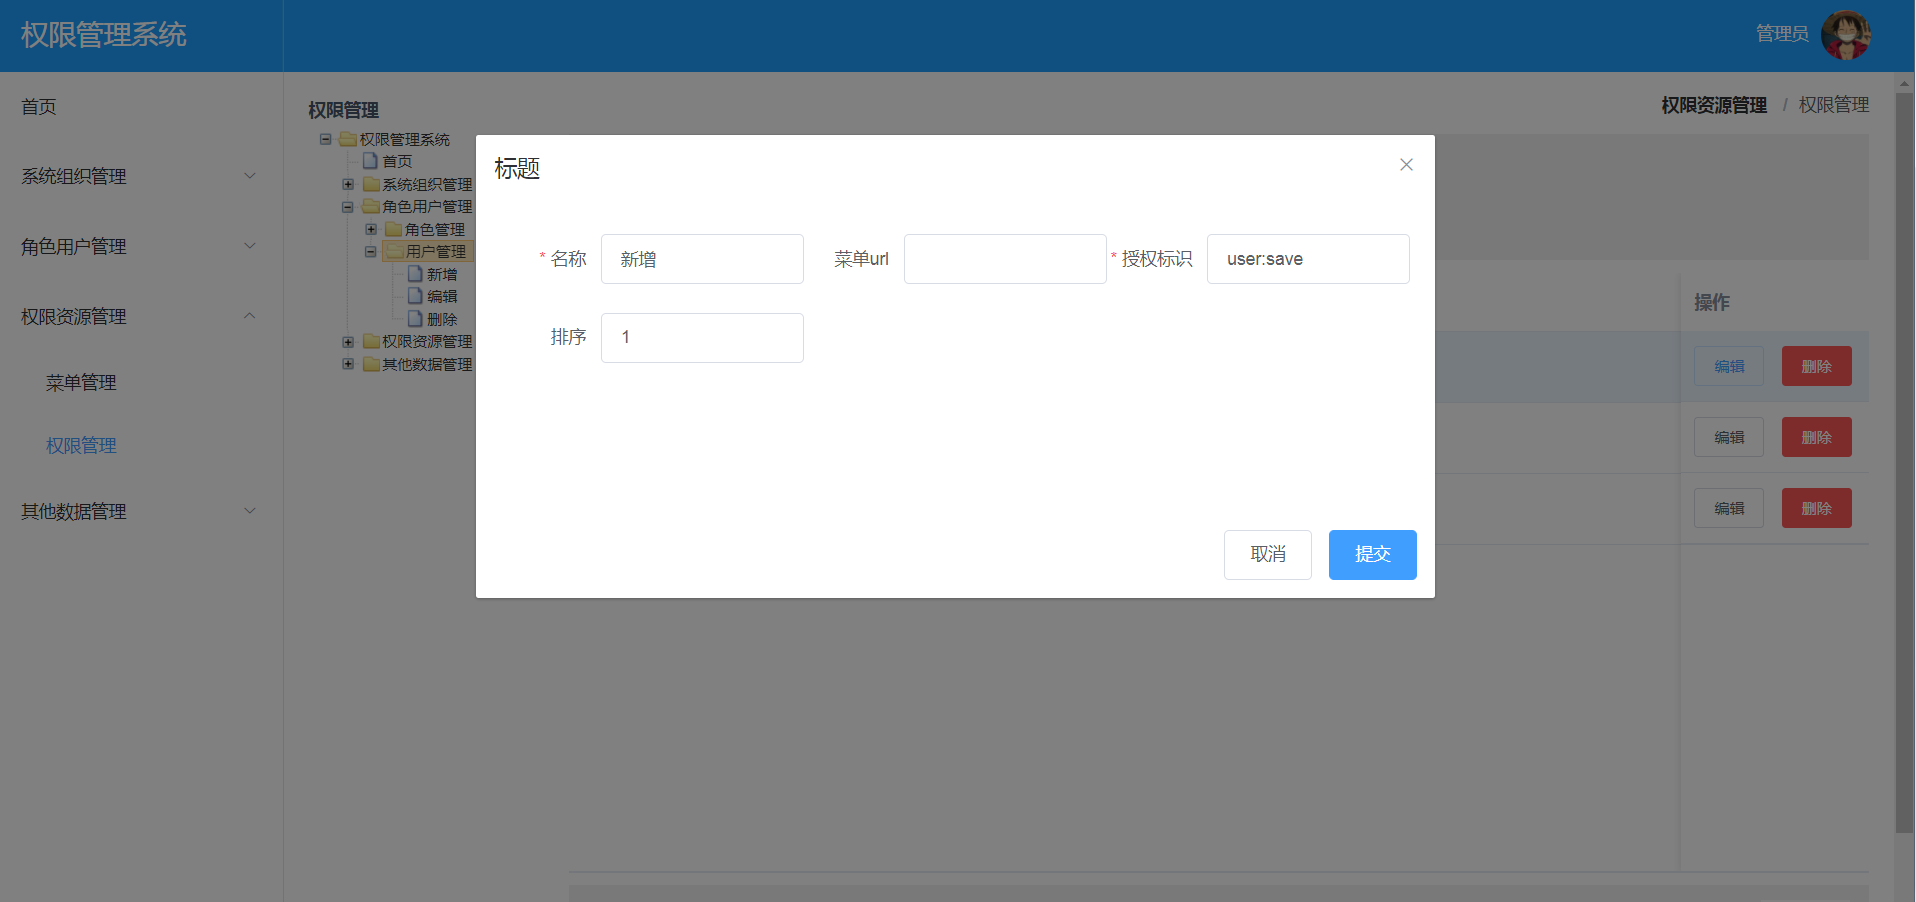 权限管理系统
管理员
首页
系统组织管理
角色用户管理
权限资源管理
菜单管理
权限管理
其他数据管理
权限管理
权限资源管理 / 权限管理
权限管理系统
首页
系统组织管理
角色用户管理
角色管理
用户管理
新增
编辑
删除
权限资源管理
其他数据管理
标题
* 名称 新增 菜单url * 授权标识 user:save
排序 1
取消 提交
操作
编辑 删除
编辑 删除
编辑 删除